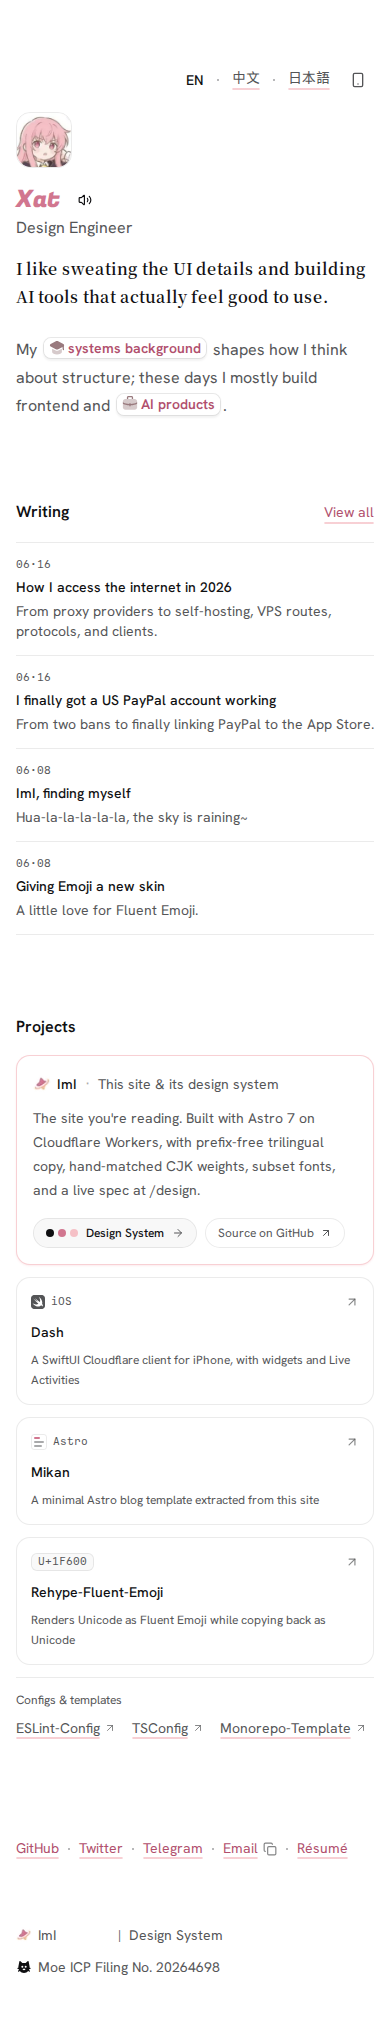 EN · 中文 · 日本語
Xat
Design Engineer
I like sweating the UI details and building
AI tools that actually feel good to use.
My systems background shapes how I think
about structure; these days I mostly build
frontend and AI products.
Writing View all
06·16
How I access the internet in 2026
From proxy providers to self-hosting, VPS routes,
protocols, and clients.
06·16
I finally got a US PayPal account working
From two bans to finally linking PayPal to the App Store.
06·08
ImI, finding myself
Hua-la-la-la-la-la, the sky is raining~
06·08
Giving Emoji a new skin
A little love for Fluent Emoji.
Projects
ImI · This site & its design system
The site you're reading. Built with Astro 7 on
Cloudflare Workers, with prefix-free trilingual
copy, hand-matched CJK weights, subset fonts,
and a live spec at /design.
Design System → Source on GitHub ↗
iOS ↗
Dash
A SwiftUI Cloudflare client for iPhone, with widgets and Live
Activities
Astro ↗
Mikan
A minimal Astro blog template extracted from this site
U+1F600 ↗
Rehype-Fluent-Emoji
Renders Unicode as Fluent Emoji while copying back as
Unicode
Configs & templates
ESLint-Config ↗ TSConfig ↗ Monorepo-Template ↗
GitHub · Twitter · Telegram · Email · Résumé
ImI | Design System
Moe ICP Filing No. 20264698